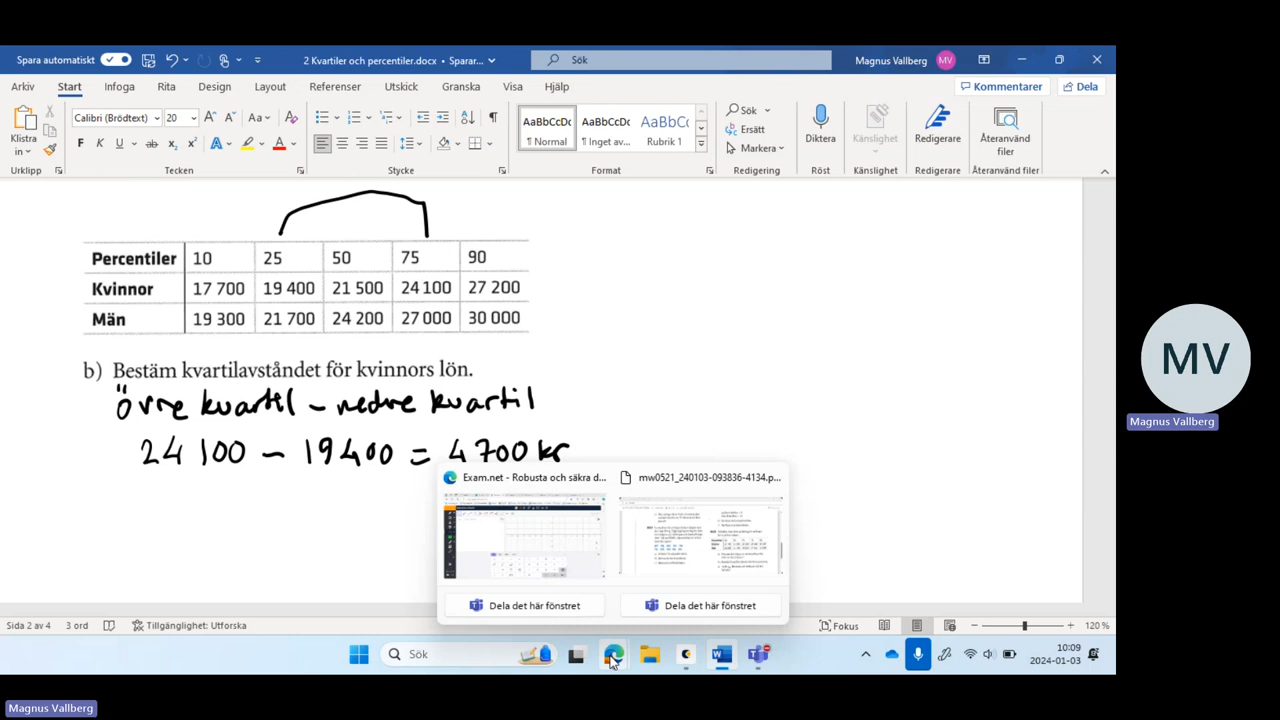 Spara automatiskt
2 Kvartiler och percentiler.docx • Sparar...
Sök
Magnus Vallberg
MV
Arkiv Start Infoga Rita Design Layout Referenser Utskick Granska Visa Hjälp
Kommentarer
Dela
Klistra in
Calibri (Brödtext) 20
AaBbCcDc
AaBbCcDc
AaBbCc
Normal
Inget av...
Rubrik 1
Sök
Ersätt
Markera
Diktera
Känslighet
Redigerare
Återanvänd filer
Urklipp
Tecken
Stycke
Format
Redigering
Röst
Känslighet
Redigerare
Återanvänd filer
Percentiler 10 25 50 75 90
Kvinnor 17 700 19 400 21 500 24 100 27 200
Män 19 300 21 700 24 200 27 000 30 000
b) Bestäm kvartilavståndet för kvinnors lön.
Övre kvartil – nedre kvartil
24 100 – 19 400 = 4 700 kr
Exam.net - Robusta och säkra d...
mw0521_240103-093836-4134.p...
Dela det här fönstret
Dela det här fönstret
Sida 2 av 4
3 ord
Tillgänglighet: Utforska
Fokus
120 %
Sök
10:09
2024-01-03
MV
Magnus Vallberg
Magnus Vallberg